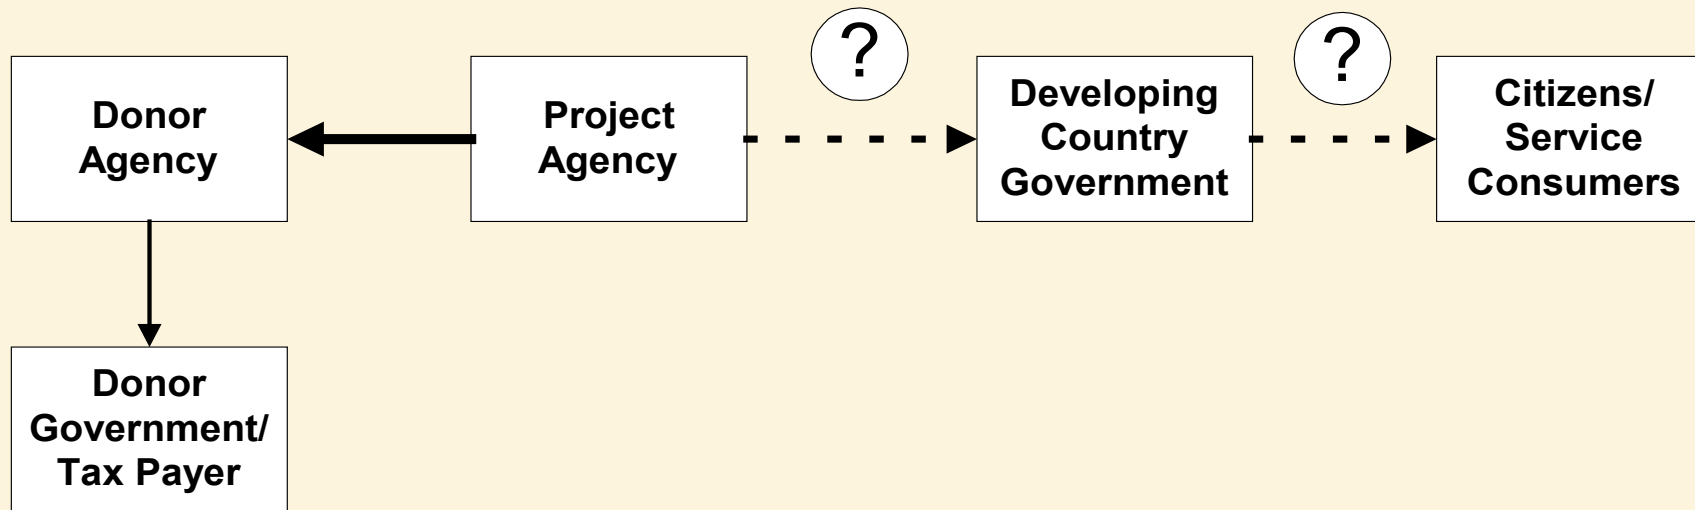 Donor
Agency
Project
Agency
?
Developing
Country
Government
?
Citizens/
Service
Consumers
Donor
Government/
Tax Payer